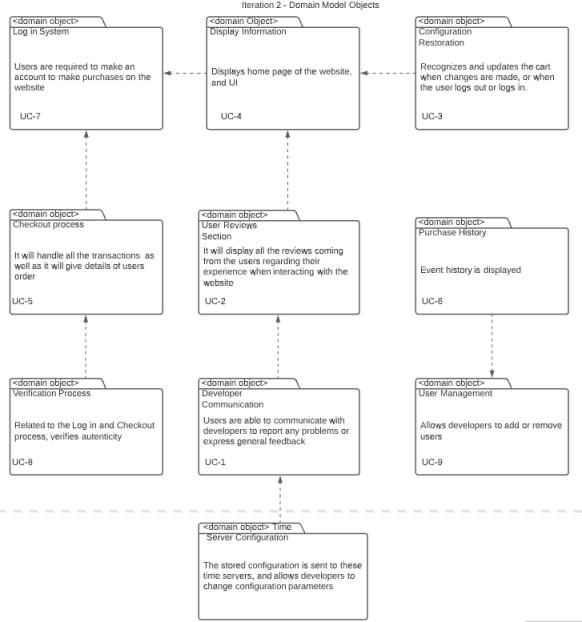 Iteration 2 - Domain Model Objects
<domain object>
Log in System
Users are required to make an
account to make purchases on the
website
UC-7
<domain Object>
Display Information
Displays home page of the website,
and UI
UC-4
<domain object>
Configuration
Restoration
Recognizes and updates the cart
when changes are made, or when
the user logs out or logs in.
UC-3
<domain object>
Checkout process
It will handle all the transactions as
well as it will give details of users
order
UC-5
<domain object>
User Reviews
Section
It will display all the reviews coming
from the users regarding their
experience when interacting with the
website
UC-2
<domain object>
Purchase History
Event history is displayed
UC-6
<domain object>
Verification Process
Related to the Log in and Checkout
process, verifies autenticity
UC-8
<domain object>
Developer
Communication
Users are able to communicate with
developers to report any problems or
express general feedback
UC-1
<domain object>
User Management
Allows developers to add or remove
users
UC-9
<domain object> Time
Server Configuration
The stored configuration is sent to these
time servers, and allows developers to
change configuration parameters